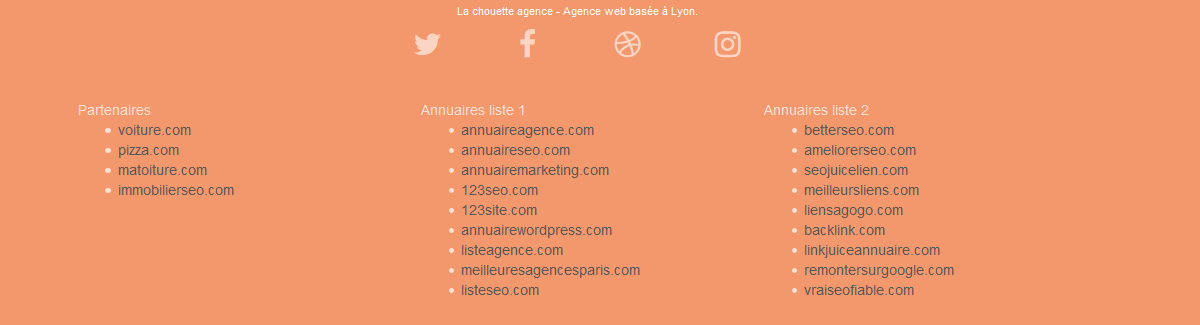 La chouette agence - Agence web basée à Lyon.
Partenaires
voiture.com
pizza.com
matoiture.com
immobilierseo.com
Annuaires liste 1
annuaireagence.com
annuaireseo.com
annuairemarketing.com
123seo.com
123site.com
annuairewordpress.com
listeagence.com
meilleuresagencesparis.com
listeseo.com
Annuaires liste 2
betterseo.com
ameliorerseo.com
seojuicelien.com
meilleursliens.com
liensagogo.com
backlink.com
linkjuiceannuaire.com
remontersurgoogle.com
vraiseofiable.com